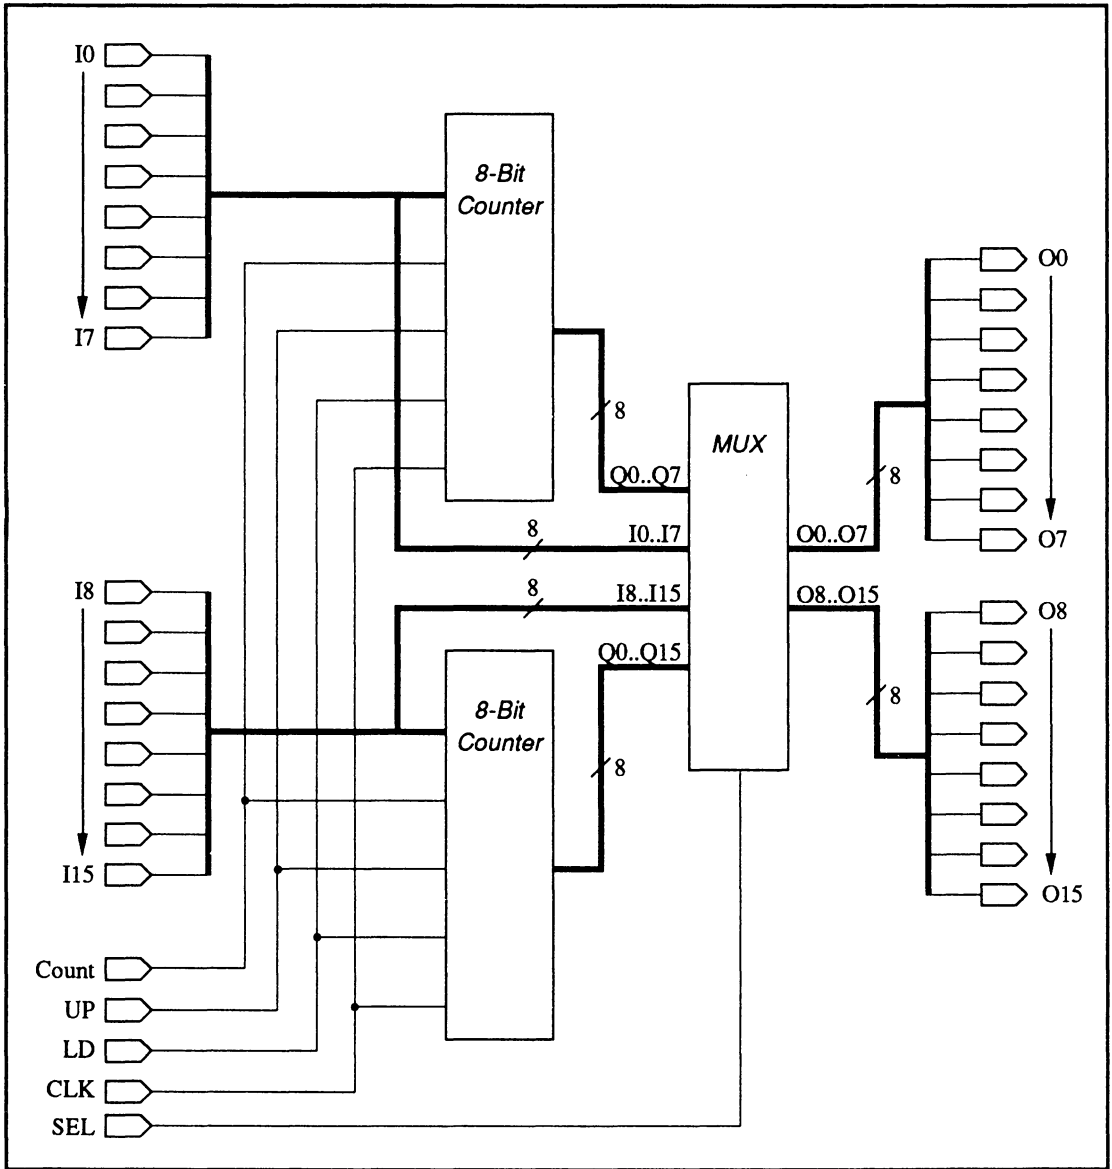 I0
I7
8-Bit
Counter
8
Q0..Q7
MUX
8
I0..I7
O0..O7
8
O0
O7
I8
I15
8
I8..I15
O8..O15
8
O8
O15
Q0..Q15
8-Bit
Counter
8
Count
UP
LD
CLK
SEL